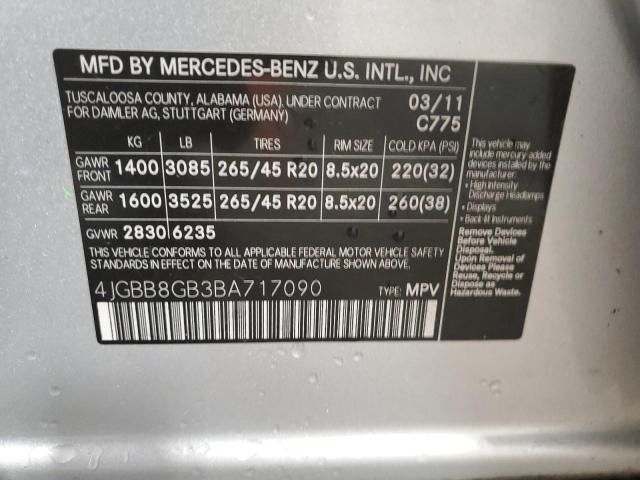 MFD BY MERCEDES-BENZ U.S. INTL., INC
TUSCALOOSA COUNTY, ALABAMA (USA), UNDER CONTRACT
FOR DAIMLER AG, STUTTGART (GERMANY)
03/11
C775
KG LB TIRES RIM SIZE COLD KPA (PSI)
GAWR FRONT 1400 3085 265/45 R20 8.5x20 220(32)
GAWR REAR 1600 3525 265/45 R20 8.5x20 260(38)
GVWR 2830 6235
THIS VEHICLE CONFORMS TO ALL APPLICABLE FEDERAL MOTOR VEHICLE SAFETY
STANDARDS IN EFFECT ON THE DATE OF MANUFACTURE SHOWN ABOVE.
4JGBB8GB3BA717090
TYPE: MPV
This vehicle may
include mercury-added
devices installed by the
manufacturer:
• High Intensity
Discharge Headlamps
• Displays
• Back-lit Instruments
Remove Devices
Before Vehicle
Disposal.
Upon Removal of
Devices Please
Reuse, Recycle or
Dispose as
Hazardous Waste.